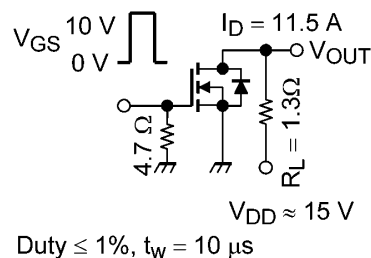 V_GS
10 V
0 V
I_D = 11.5 A
V_OUT
4.7 Ω
R_L = 1.3Ω
V_DD ≈ 15 V
Duty ≤ 1%, t_w = 10 μs